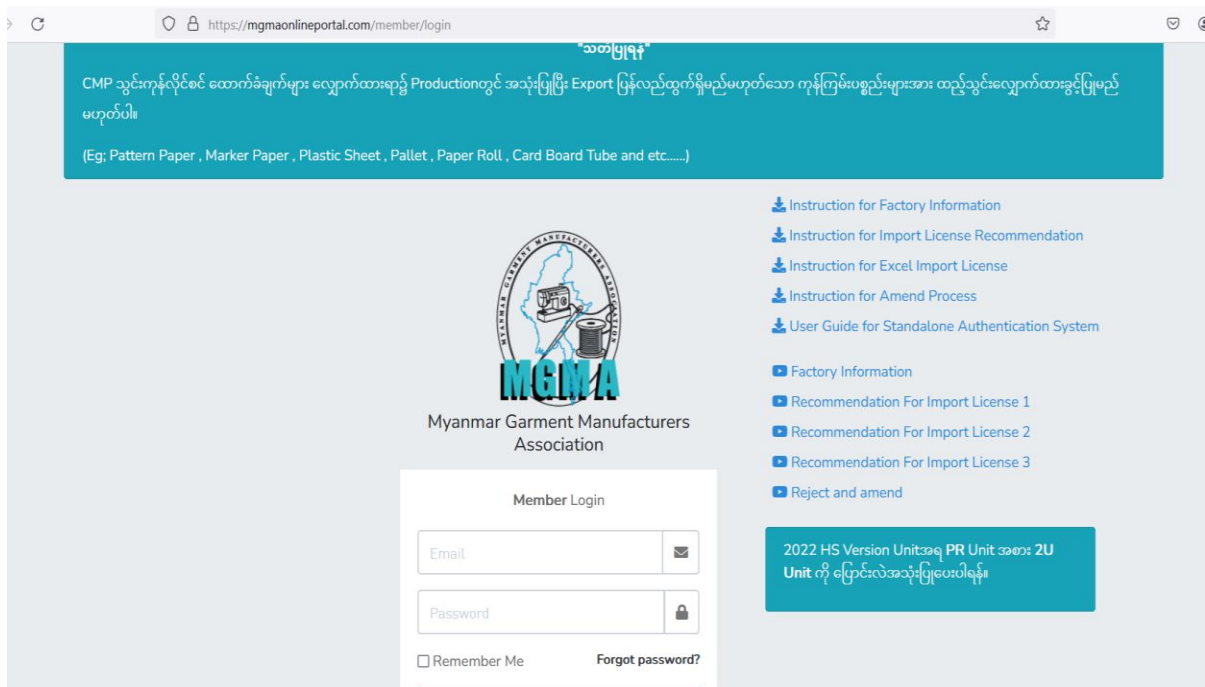 https://mgmaonlineportal.com/member/login
"သတိပြုရန်"
CMP သွင်းကုန်လိုင်စင် ထောက်ခံချက်များ လျှောက်ထားရာ၌ Productionတွင် အသုံးပြုပြီး Export ပြန်လည်ထွက်ရှိမည်မဟုတ်သော ကုန်ကြမ်းပစ္စည်းများအား ထည့်သွင်းလျှောက်ထားခွင့်ပြုမည်
မဟုတ်ပါ။
(Eg; Pattern Paper , Marker Paper , Plastic Sheet , Pallet , Paper Roll , Card Board Tube and etc......)
MYANMAR GARMENT MANUFACTURERS ASSOCIATION
MGMA
Myanmar Garment Manufacturers
Association
Member Login
Email
Password
Remember Me
Forgot password?
Instruction for Factory Information
Instruction for Import License Recommendation
Instruction for Excel Import License
Instruction for Amend Process
User Guide for Standalone Authentication System
Factory Information
Recommendation For Import License 1
Recommendation For Import License 2
Recommendation For Import License 3
Reject and amend
2022 HS Version Unitအရ PR Unit အစား 2U
Unit ကို ပြောင်းလဲအသုံးပြုပေးပါရန်။